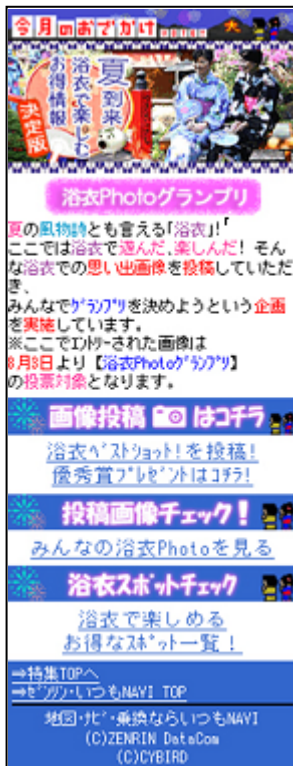 今月のおでかけ.....
夏到来
浴衣で楽しむ
お得情報
決定版
浴衣Photoグランプリ
夏の風物詩とも言える「浴衣」!「
ここでは浴衣で遊んだ、楽しんだ! そん
な浴衣での思い出画像を投稿していただ
き、
みんなでグランプリを決めようという企画
を実施しています。
※ここでエントリーされた画像は
8月8日より【浴衣Photoグランプリ】
の投票対象となります。
画像投稿 はコチラ
浴衣ベストショット!を投稿!
優秀賞プレゼントはコチラ!
投稿画像チェック!
みんなの浴衣Photoを見る
浴衣スポットチェック
浴衣で楽しめる
お得なスポット一覧!
⇒特集TOPへ
⇒ゼンリン・いつもNAVI TOP
地図・ナビ・乗換ならいつもNAVI
(C)ZENRIN DataCom
(C)CYBIRD